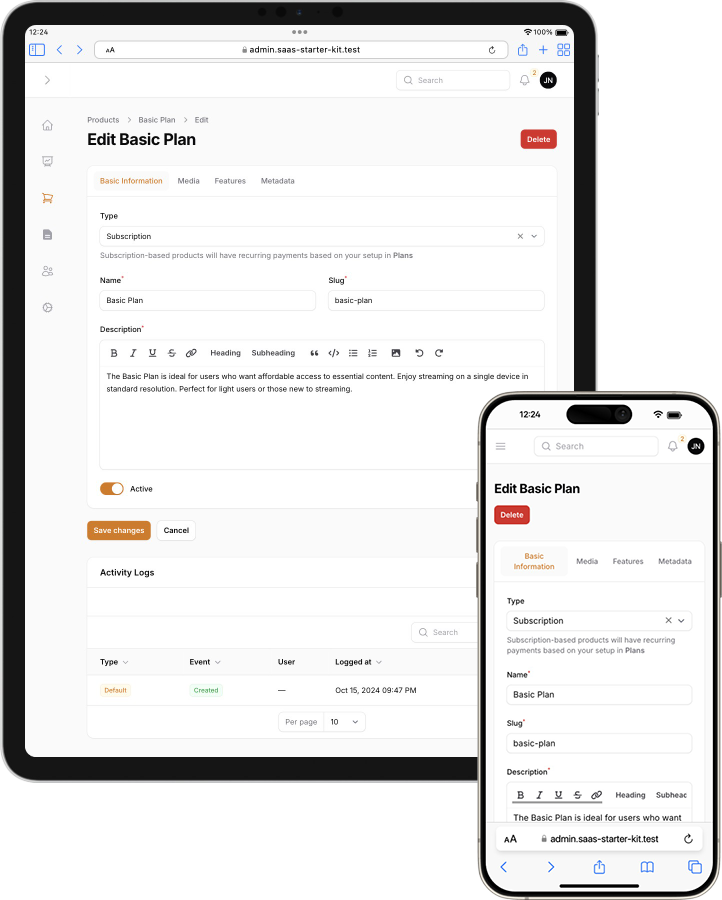 12:24
100%
AA
admin.saas-starter-kit.test
Search
2
JN
Products > Basic Plan > Edit
Edit Basic Plan
Delete
Basic Information Media Features Metadata
Type
Subscription
Subscription-based products will have recurring payments based on your setup in Plans
Name* Slug*
Basic Plan basic-plan
Description*
B I U S Heading Subheading
The Basic Plan is ideal for users who want affordable access to essential content. Enjoy streaming on a single device in
standard resolution. Perfect for light users or those new to streaming.
Active
Save changes Cancel
Activity Logs
Search
Type Event User Logged at
Default Created — Oct 15, 2024 09:47 PM
Per page 10
12:24
Search
2
JN
Edit Basic Plan
Delete
Basic
Information Media Features Metadata
Type
Subscription
Subscription-based products will have recurring
payments based on your setup in Plans
Name*
Basic Plan
Slug*
basic-plan
Description*
B I U S Heading Subheac
The Basic Plan is ideal for users who want
AA admin.saas-starter-kit.test